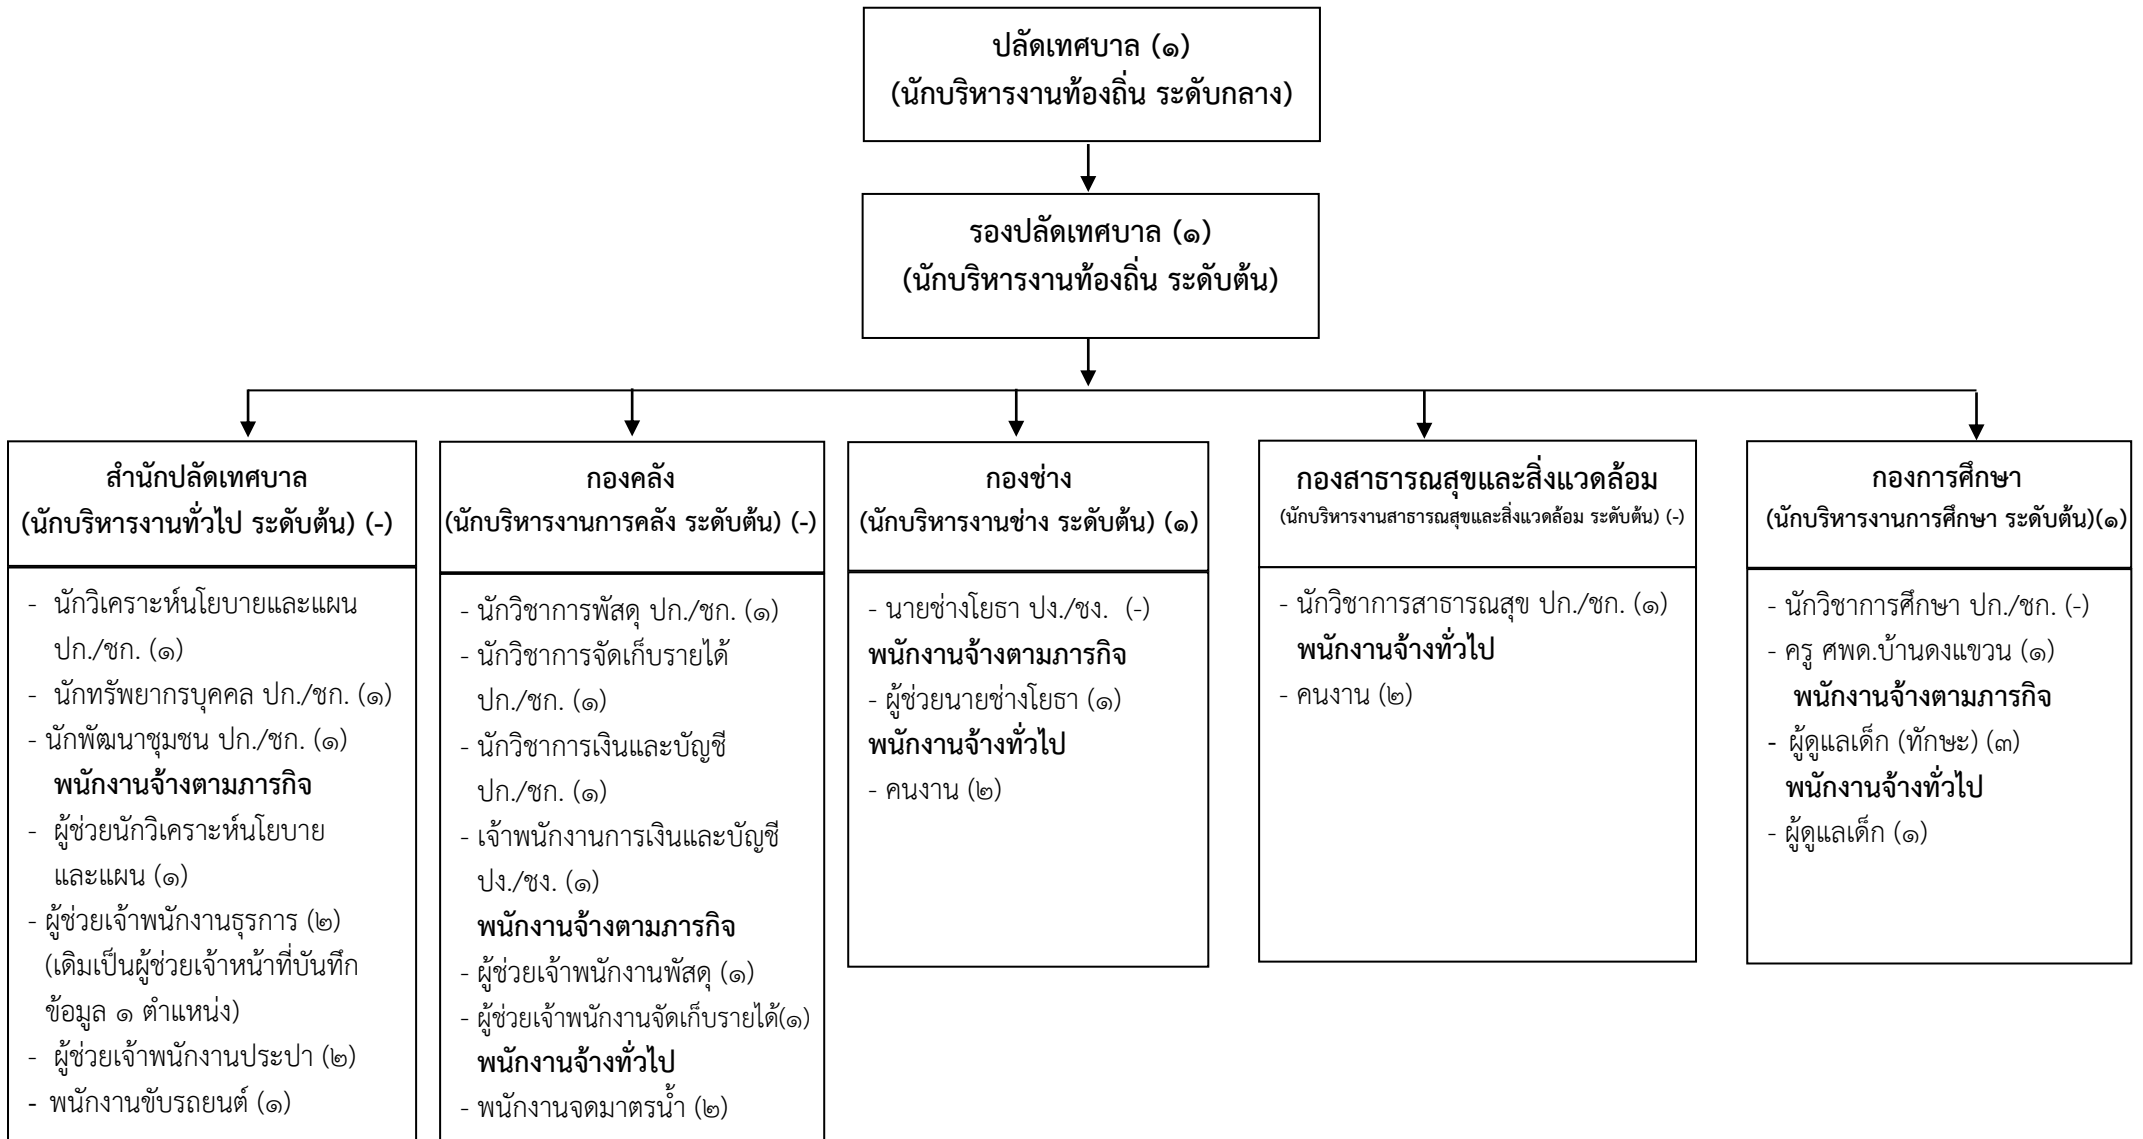 ปลัดเทศบาล (๑)
(นักบริหารงานท้องถิ่น ระดับกลาง)
รองปลัดเทศบาล (๑)
(นักบริหารงานท้องถิ่น ระดับต้น)
สำนักปลัดเทศบาล
(นักบริหารงานทั่วไป ระดับต้น) (-)
- นักวิเคราะห์นโยบายและแผน
ปก./ชก. (๑)
- นักทรัพยากรบุคคล ปก./ชก. (๑)
- นักพัฒนาชุมชน ปก./ชก. (๑)
พนักงานจ้างตามภารกิจ
- ผู้ช่วยนักวิเคราะห์นโยบาย
และแผน (๑)
- ผู้ช่วยเจ้าพนักงานธุรการ (๒)
(เดิมเป็นผู้ช่วยเจ้าหน้าที่บันทึก
ข้อมูล ๑ ตำแหน่ง)
- ผู้ช่วยเจ้าพนักงานประปา (๒)
- พนักงานขับรถยนต์ (๑)
กองคลัง
(นักบริหารงานการคลัง ระดับต้น) (-)
- นักวิชาการพัสดุ ปก./ชก. (๑)
- นักวิชาการจัดเก็บรายได้
ปก./ชก. (๑)
- นักวิชาการเงินและบัญชี
ปก./ชก. (๑)
- เจ้าพนักงานการเงินและบัญชี
ปง./ชง. (๑)
พนักงานจ้างตามภารกิจ
- ผู้ช่วยเจ้าพนักงานพัสดุ (๑)
- ผู้ช่วยเจ้าพนักงานจัดเก็บรายได้(๑)
พนักงานจ้างทั่วไป
- พนักงานจดมาตรน้ำ (๒)
กองช่าง
(นักบริหารงานช่าง ระดับต้น) (๑)
- นายช่างโยธา ปง./ชง. (-)
พนักงานจ้างตามภารกิจ
- ผู้ช่วยนายช่างโยธา (๑)
พนักงานจ้างทั่วไป
- คนงาน (๒)
กองสาธารณสุขและสิ่งแวดล้อม
(นักบริหารงานสาธารณสุขและสิ่งแวดล้อม ระดับต้น) (-)
- นักวิชาการสาธารณสุข ปก./ชก. (๑)
พนักงานจ้างทั่วไป
- คนงาน (๒)
กองการศึกษา
(นักบริหารงานการศึกษา ระดับต้น)(๑)
- นักวิชาการศึกษา ปก./ชก. (-)
- ครู ศพด.บ้านดงแขวน (๑)
พนักงานจ้างตามภารกิจ
- ผู้ดูแลเด็ก (ทักษะ) (๓)
พนักงานจ้างทั่วไป
- ผู้ดูแลเด็ก (๑)